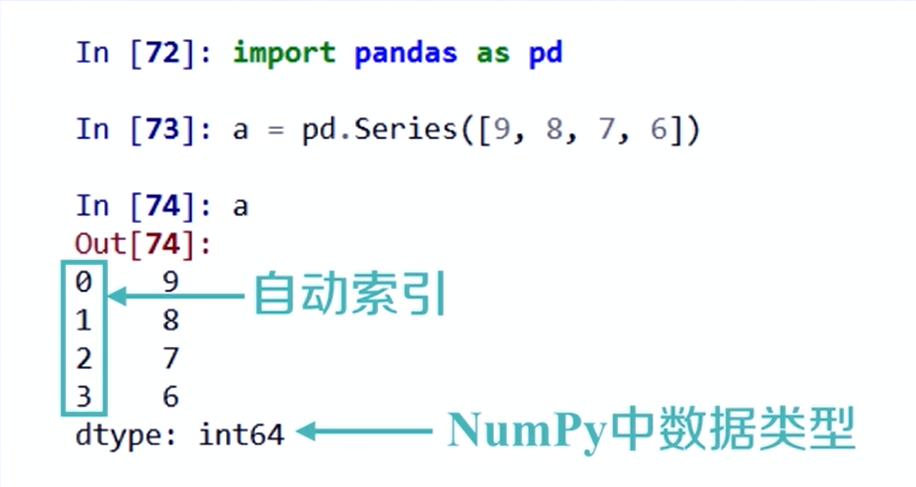 In [72]: import pandas as pd
In [73]: a = pd.Series([9, 8, 7, 6])
In [74]: a
Out[74]:
0 9 自动索引
1 8
2 7
3 6
dtype: int64 NumPy中数据类型